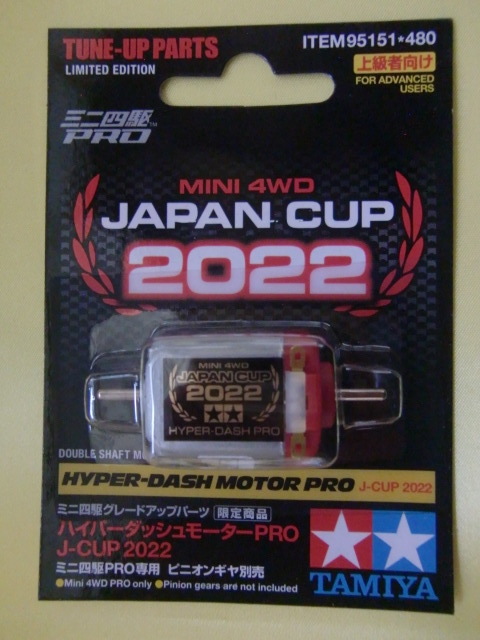 TUNE-UP PARTS
LIMITED EDITION
ITEM95151*480
上級者向け
FOR ADVANCED
USERS
ミニ四駆™
PRO
MINI 4WD
JAPAN CUP
2022
MINI 4WD
JAPAN CUP
2022
HYPER-DASH PRO
DOUBLE SHAFT M
HYPER-DASH MOTOR PRO J-CUP 2022
ミニ四駆グレードアップパーツ 限定商品
ハイパーダッシュモーターPRO
J-CUP 2022
ミニ四駆PRO専用 ピニオンギヤ別売
●Mini 4WD PRO only ●Pinion gears are not included
TAMIYA